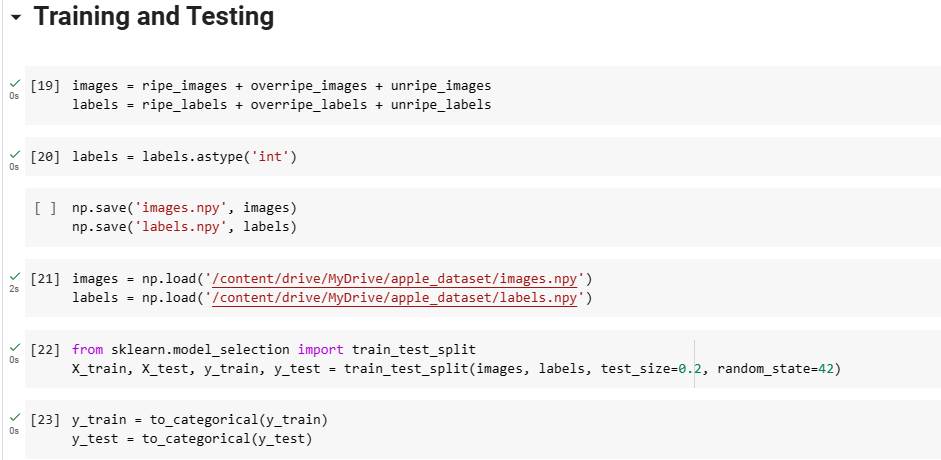 Training and Testing
[19] images = ripe_images + overripe_images + unripe_images
0s labels = ripe_labels + overripe_labels + unripe_labels
[20] labels = labels.astype('int')
0s
[ ] np.save('images.npy', images)
np.save('labels.npy', labels)
[21] images = np.load('/content/drive/MyDrive/apple_dataset/images.npy')
2s labels = np.load('/content/drive/MyDrive/apple_dataset/labels.npy')
[22] from sklearn.model_selection import train_test_split
0s X_train, X_test, y_train, y_test = train_test_split(images, labels, test_size=0.2, random_state=42)
[23] y_train = to_categorical(y_train)
0s y_test = to_categorical(y_test)